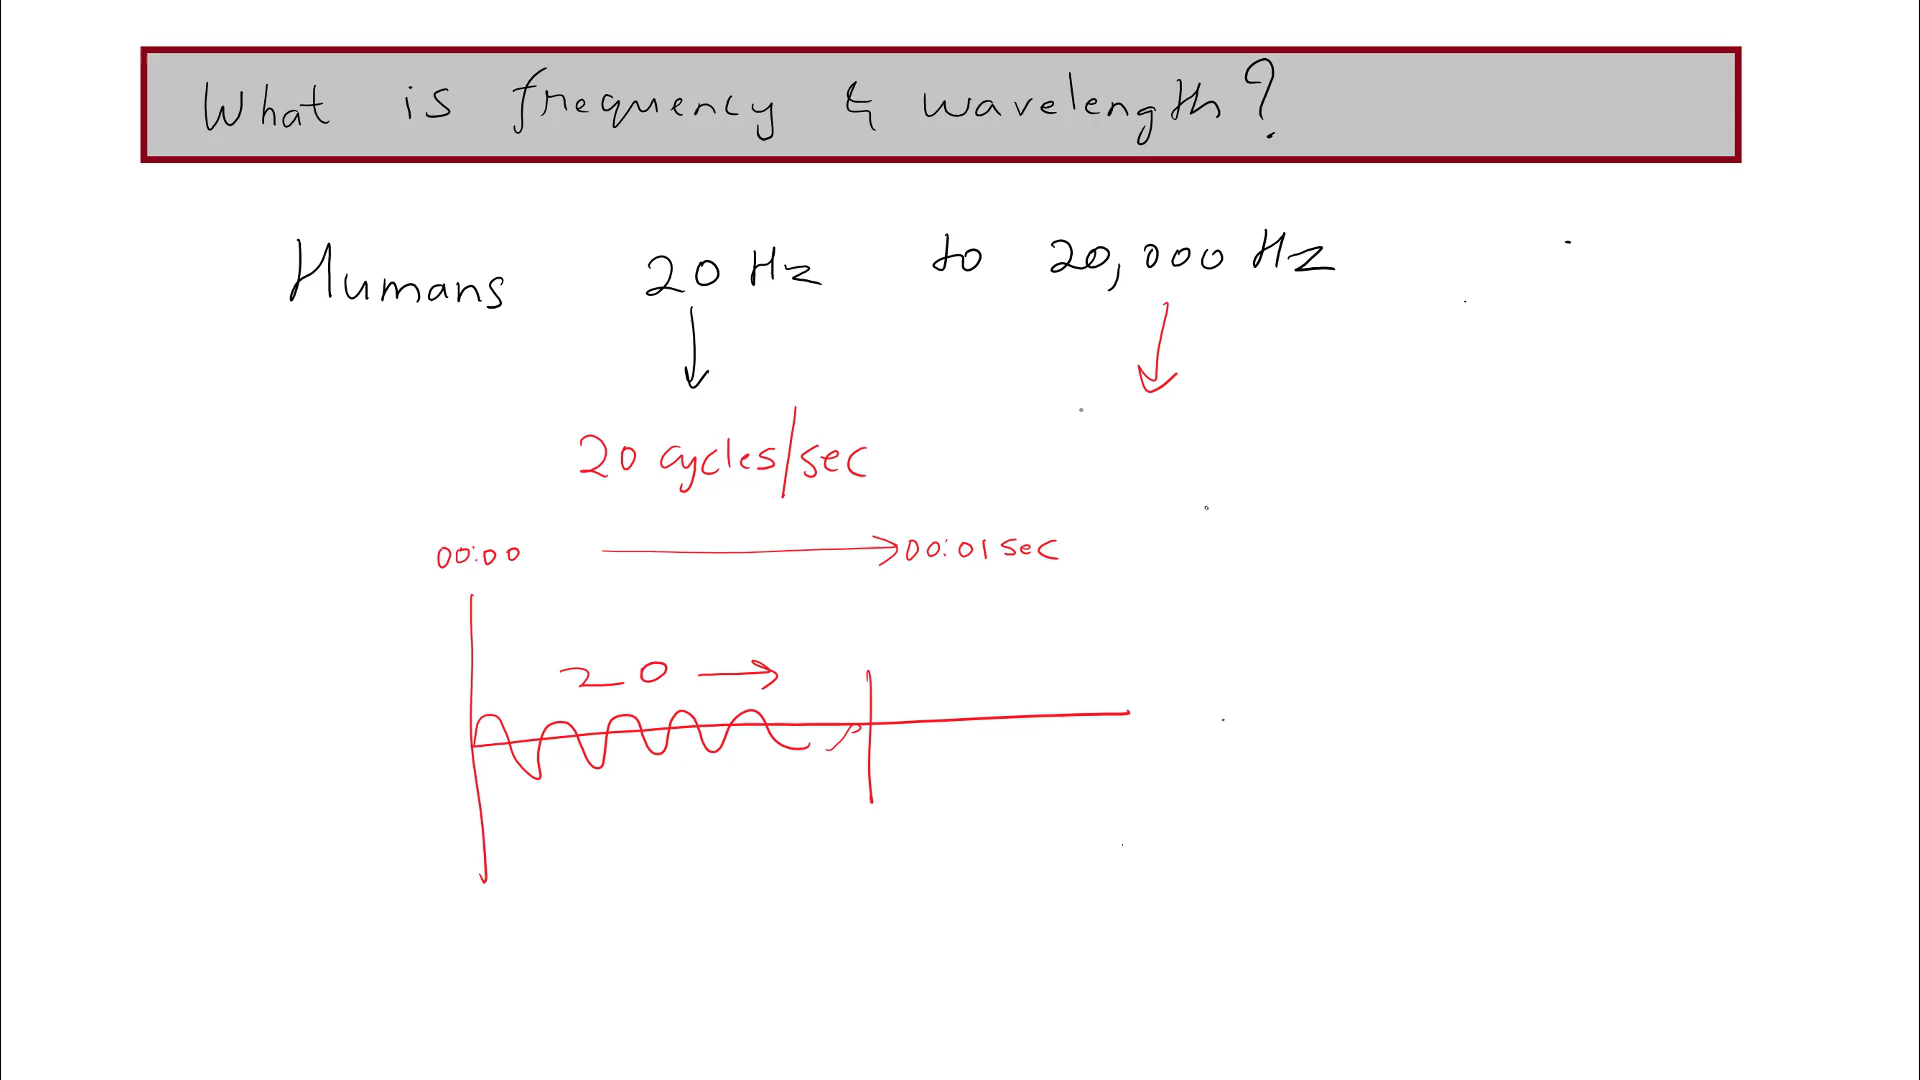 What is frequency & wavelength?
Humans 20 Hz to 20,000 Hz
20 cycles/sec
00:00 00:01 sec
20